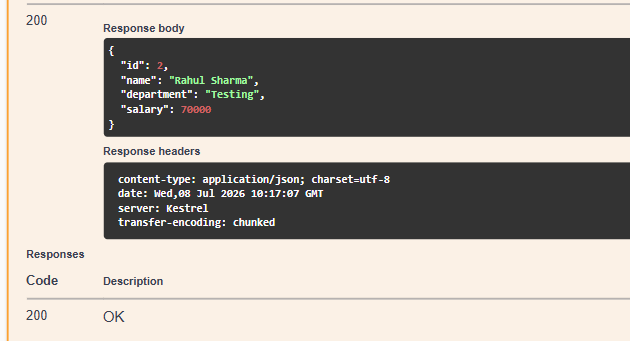 200
Response body
{
  "id": 2,
  "name": "Rahul Sharma",
  "department": "Testing",
  "salary": 70000
}
Response headers
content-type: application/json; charset=utf-8
date: Wed,08 Jul 2026 10:17:07 GMT
server: Kestrel
transfer-encoding: chunked
Responses
Code Description
200 OK